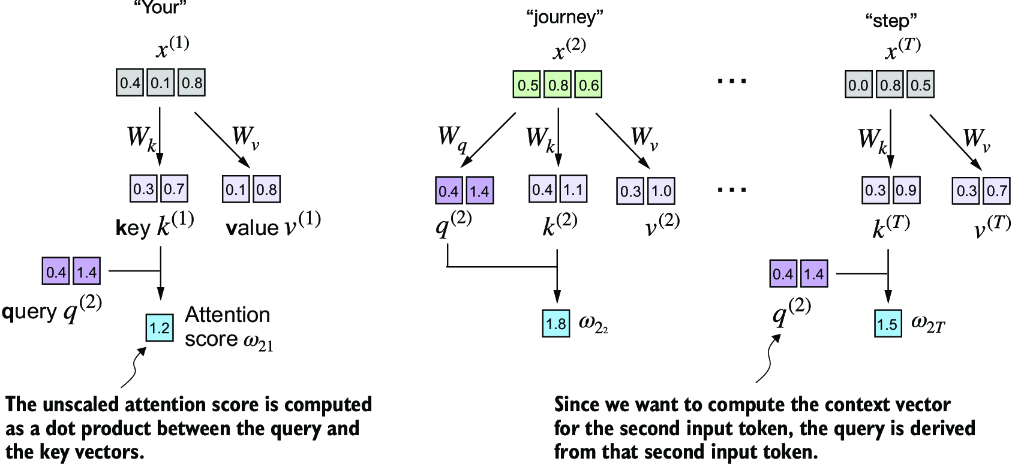 "Your"
x(1)
0.4 0.1 0.8
Wk Wv
0.3 0.7 0.1 0.8
key k(1) value v(1)
0.4 1.4
query q(2)
1.2 Attention
score ω21
The unscaled attention score is computed
as a dot product between the query and
the key vectors.
"journey"
x(2)
0.5 0.8 0.6
Wq Wk Wv
0.4 1.4 0.4 1.1 0.3 1.0
q(2) k(2) v(2)
1.8 ω22
...
...
"step"
x(T)
0.0 0.8 0.5
Wk Wv
0.3 0.9 0.3 0.7
k(T) v(T)
0.4 1.4
q(2)
1.5 ω2T
Since we want to compute the context vector
for the second input token, the query is derived
from that second input token.